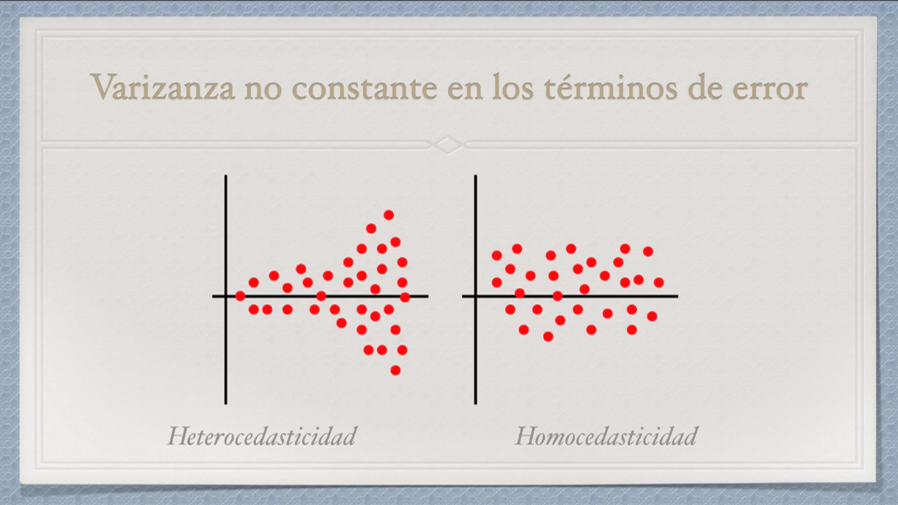 Varizanza no constante en los términos de error
Heterocedasticidad
Homocedasticidad